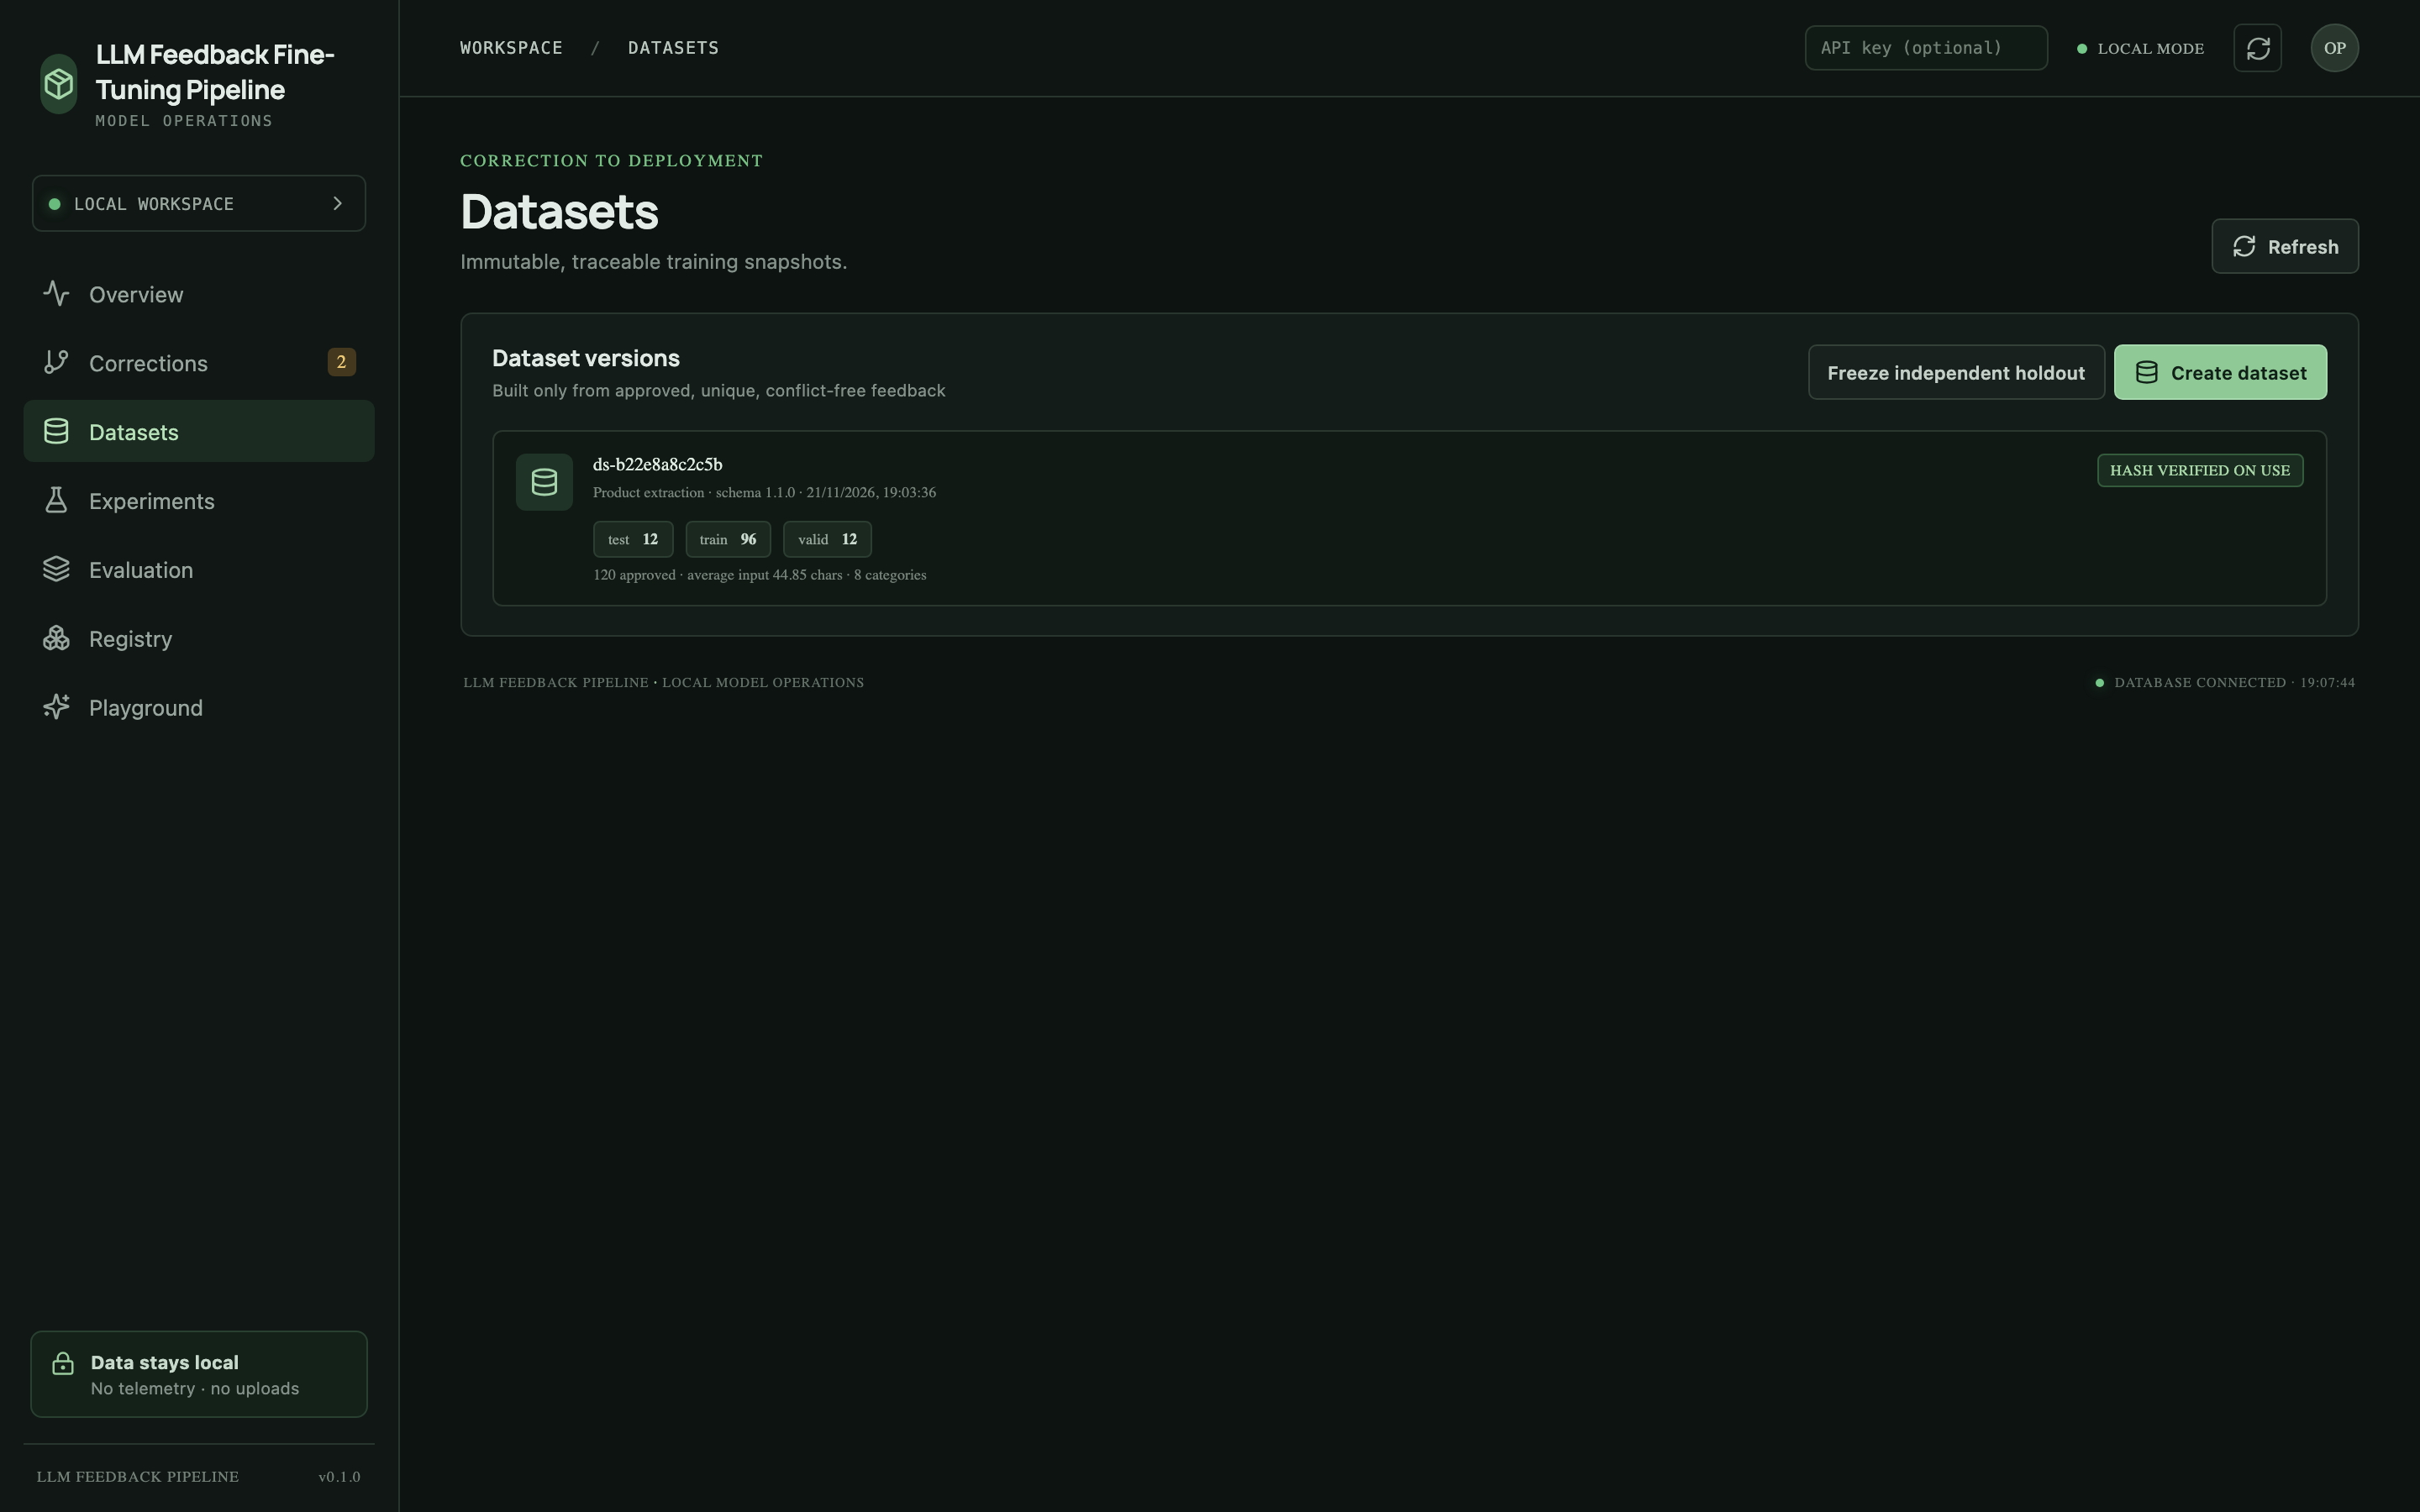 LLM Feedback Fine-
Tuning Pipeline
MODEL OPERATIONS
LOCAL WORKSPACE
Overview
Corrections 2
Datasets
Experiments
Evaluation
Registry
Playground
Data stays local
No telemetry · no uploads
LLM FEEDBACK PIPELINE v0.1.0
WORKSPACE / DATASETS
API key (optional)
LOCAL MODE
OP
CORRECTION TO DEPLOYMENT
Datasets
Immutable, traceable training snapshots.
Refresh
Dataset versions
Built only from approved, unique, conflict-free feedback
Freeze independent holdout
Create dataset
ds-b22e8a8c2c5b
HASH VERIFIED ON USE
Product extraction · schema 1.1.0 · 21/11/2026, 19:03:36
test 12 train 96 valid 12
120 approved · average input 44.85 chars · 8 categories
LLM FEEDBACK PIPELINE · LOCAL MODEL OPERATIONS
DATABASE CONNECTED · 19:07:44